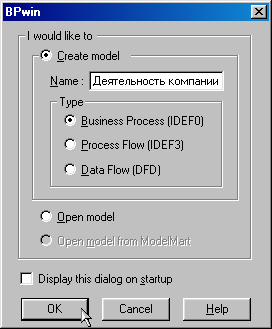 BPwin
I would like to
Create model
Name : Деятельность компании
Type
Business Process (IDEF0)
Process Flow (IDEF3)
Data Flow (DFD)
Open model
Open model from ModelMart
Display this dialog on startup
OK Cancel Help